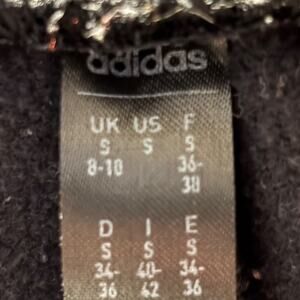 adidas
UK US F
S S S
8-10 36-
38
D I E
S S S
34- 40- 34-
36 42 36